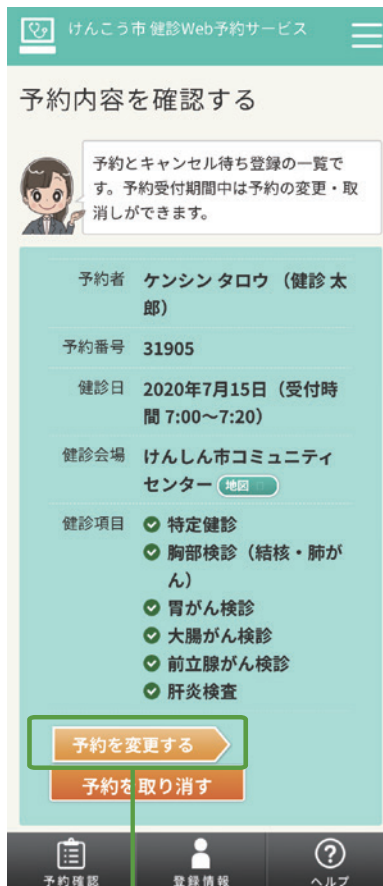 けんこう市 健診Web予約サービス
予約内容を確認する
予約とキャンセル待ち登録の一覧で
す。予約受付期間中は予約の変更・取
消しができます。
予約者 ケンシン タロウ （健診 太
郎）
予約番号 31905
健診日 2020年7月15日（受付時
間 7:00～7:20）
健診会場 けんしん市コミュニティ
センター 地図
健診項目 特定健診
胸部検診（結核・肺が
ん）
胃がん検診
大腸がん検診
前立腺がん検診
肝炎検査
予約を変更する
予約を取り消す
予約確認 登録情報 ヘルプ